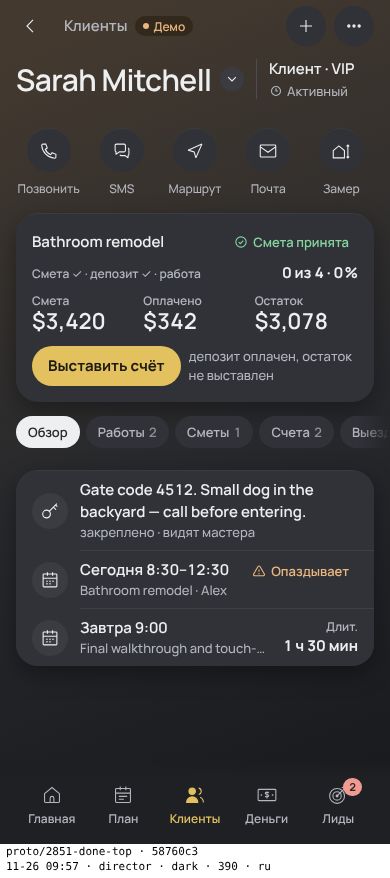 Клиенты
Демо
Sarah Mitchell
Клиент · VIP
Активный
Позвонить
SMS
Маршрут
Почта
Замер
Bathroom remodel
Смета принята
Смета ✓ · депозит ✓ · работа
0 из 4 · 0 %
Смета
Оплачено
Остаток
$3,420
$342
$3,078
Выставить счёт
депозит оплачен, остаток
не выставлен
Обзор
Работы 2
Сметы 1
Счета 2
Выез
Gate code 4512. Small dog in the
backyard — call before entering.
закреплено · видят мастера
Сегодня 8:30–12:30
Опаздывает
Bathroom remodel · Alex
Завтра 9:00
Длит.
Final walkthrough and touch-...
1 ч 30 мин
Главная
План
Клиенты
Деньги
Лиды
2
proto/2851-done-top · 58760c3
11-26 09:57 · director · dark · 390 · ru